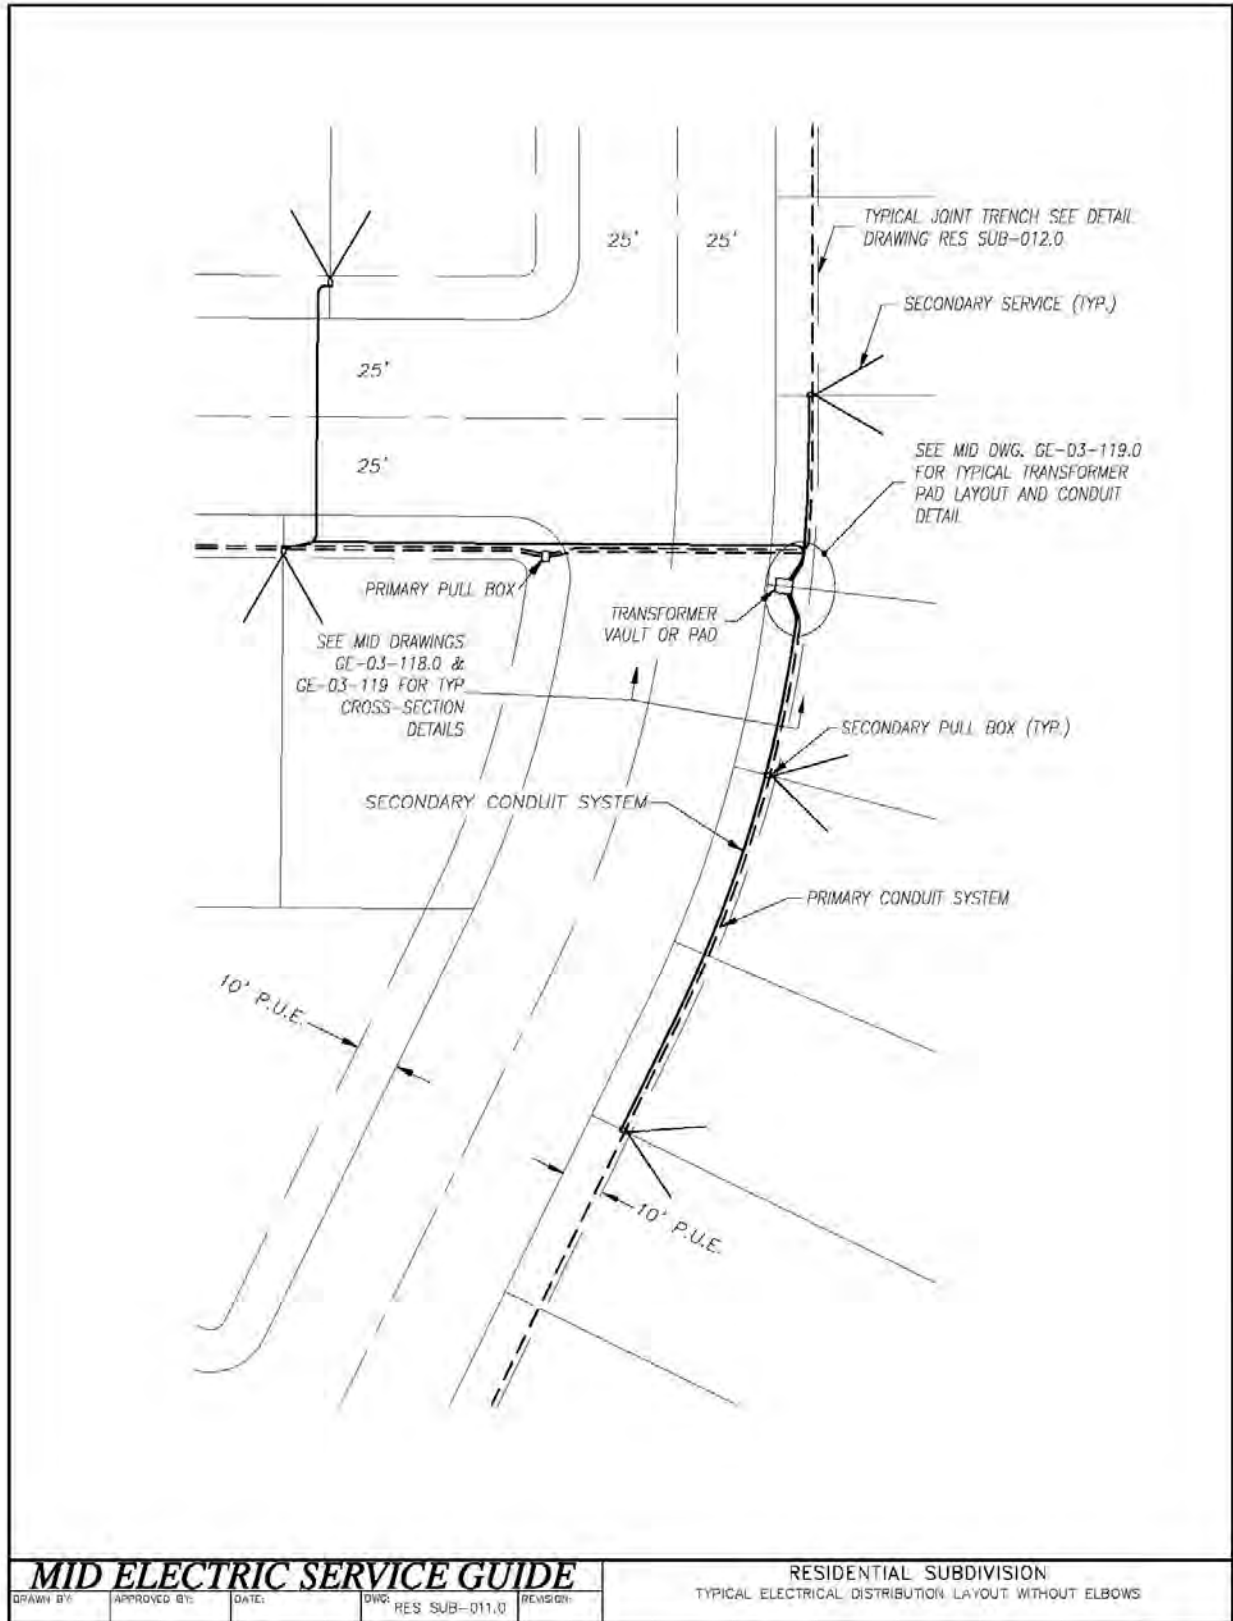 25'
25'
TYPICAL JOINT TRENCH SEE DETAIL
DRAWING RES SUB-012.0
SECONDARY SERVICE (TYP.)
25'
25'
SEE MID DWG. GE-03-119.0
FOR TYPICAL TRANSFORMER
PAD LAYOUT AND CONDUIT
DETAIL
PRIMARY PULL BOX
TRANSFORMER
VAULT OR PAD
SEE MID DRAWINGS
GE-03-118.0 &
GE-03-119 FOR TYP
CROSS-SECTION
DETAILS
SECONDARY PULL BOX (TYP.)
SECONDARY CONDUIT SYSTEM
PRIMARY CONDUIT SYSTEM
10' P.U.E.
10' P.U.E.
MID ELECTRIC SERVICE GUIDE
DRAWN BY:
APPROVED BY:
DATE:
DWG: RES SUB-011.0
REVISION:
RESIDENTIAL SUBDIVISION
TYPICAL ELECTRICAL DISTRIBUTION LAYOUT WITHOUT ELBOWS